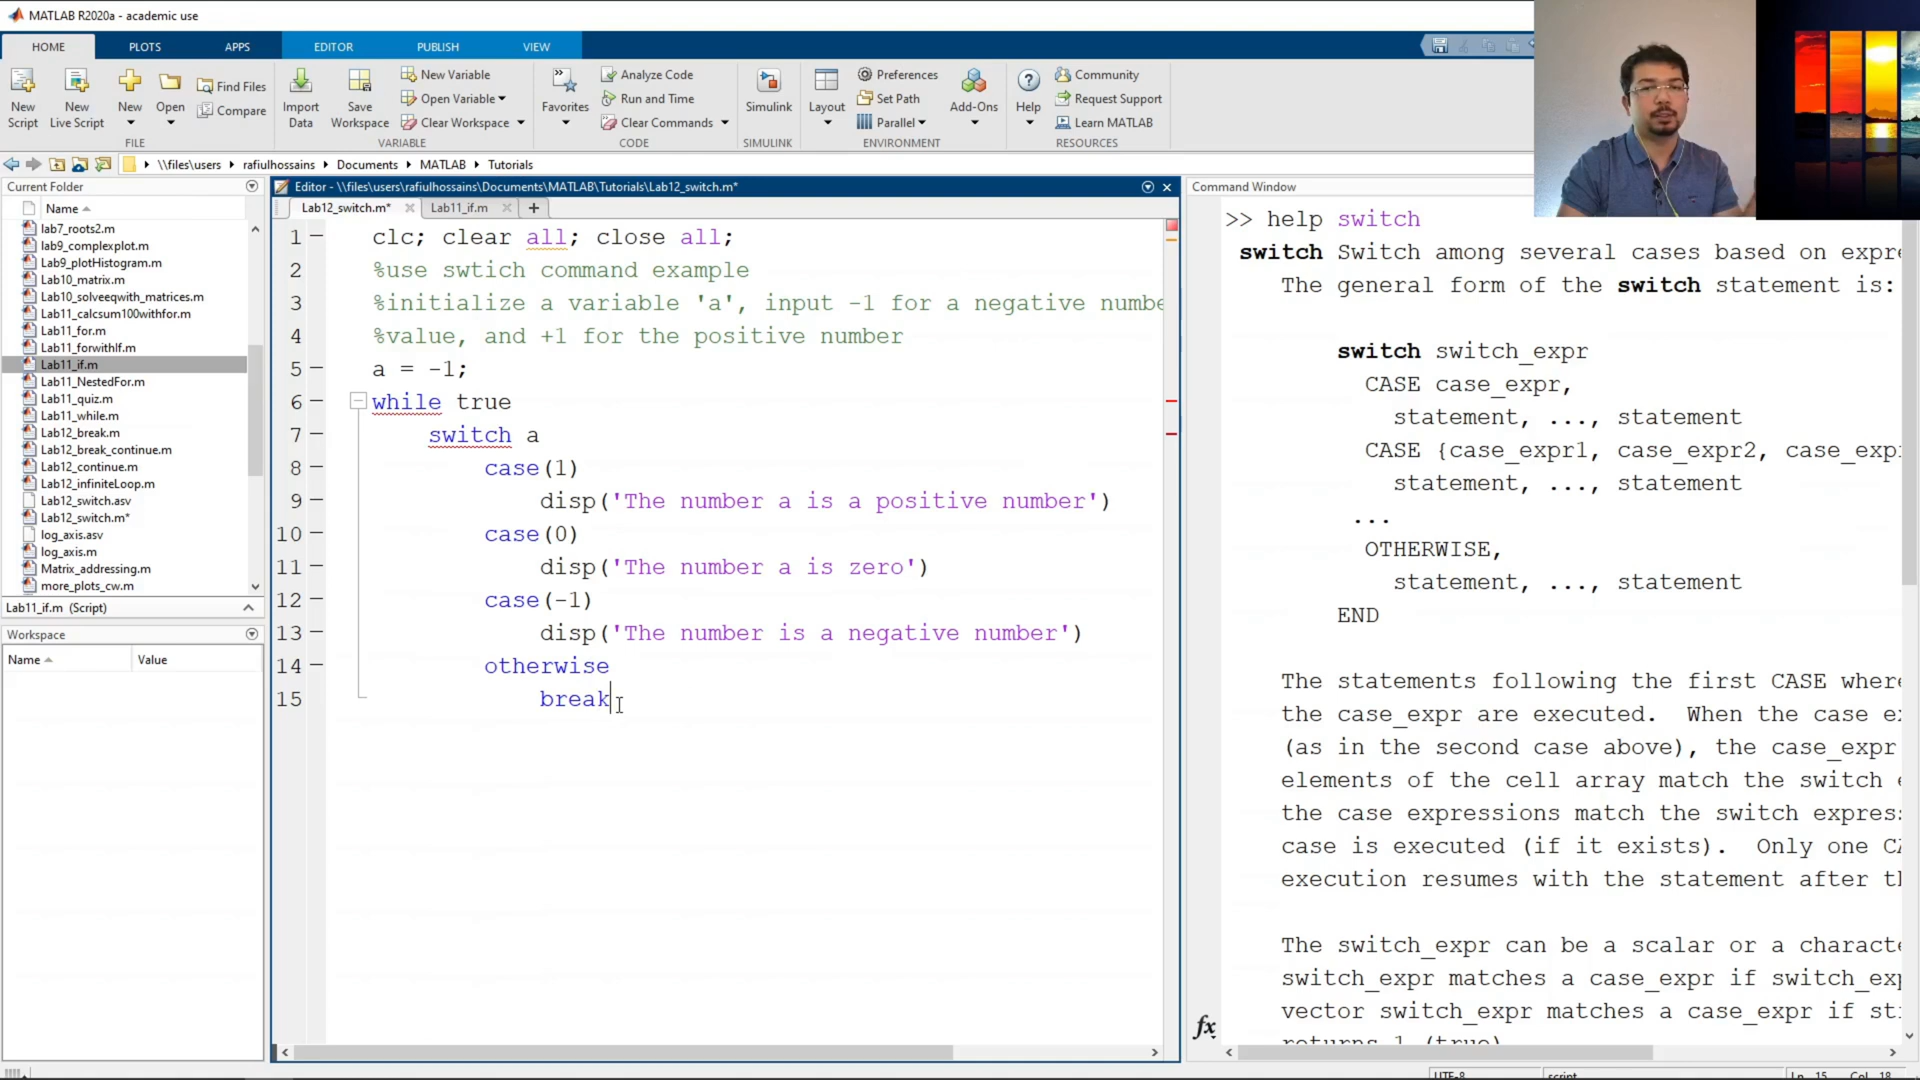 MATLAB R2020a - academic use
HOME PLOTS APPS EDITOR PUBLISH VIEW
New Script
New Live Script
New
Open
Find Files
Compare
Import Data
Save Workspace
New Variable
Open Variable
Clear Workspace
Favorites
Analyze Code
Run and Time
Clear Commands
Simulink
Layout
Preferences
Set Path
Parallel
Add-Ons
Help
Community
Request Support
Learn MATLAB
FILE VARIABLE CODE SIMULINK ENVIRONMENT RESOURCES
\\files\users rafiulhossains Documents MATLAB Tutorials
Current Folder
Name
lab7_roots2.m
lab9_complexplot.m
Lab9_plotHistogram.m
Lab10_matrix.m
Lab10_solveeqwith_matrices.m
Lab11_calcsum100withfor.m
Lab11_for.m
Lab11_forwithIf.m
Lab11_if.m
Lab11_NestedFor.m
Lab11_quiz.m
Lab11_while.m
Lab12_break.m
Lab12_break_continue.m
Lab12_continue.m
Lab12_infiniteLoop.m
Lab12_switch.asv
Lab12_switch.m*
log_axis.asv
log_axis.m
Matrix_addressing.m
more_plots_cw.m
Lab11_if.m (Script)
Workspace
Name Value
Editor - \\files\users\rafiulhossains\Documents\MATLAB\Tutorials\Lab12_switch.m*
Lab12_switch.m* Lab11_if.m +
1 clc; clear all; close all;
2 %use swtich command example
3 %initialize a variable 'a', input -1 for a negative numbe
4 %value, and +1 for the positive number
5 a = -1;
6 while true
7 switch a
8 case(1)
9 disp('The number a is a positive number')
10 case(0)
11 disp('The number a is zero')
12 case(-1)
13 disp('The number is a negative number')
14 otherwise
15 break
Command Window
>> help switch
switch Switch among several cases based on expre
The general form of the switch statement is:
switch switch_expr
CASE case_expr,
statement, ..., statement
CASE {case_expr1, case_expr2, case_exp
statement, ..., statement
...
OTHERWISE,
statement, ..., statement
END
The statements following the first CASE where
the case_expr are executed. When the case e
(as in the second case above), the case_expr
elements of the cell array match the switch e
the case expressions match the switch expres
case is executed (if it exists). Only one CA
execution resumes with the statement after th
The switch_expr can be a scalar or a characte
switch_expr matches a case_expr if switch_exp
vector switch_expr matches a case_expr if st
returns 1 (true)
fx
UTF-8 script Ln 15 Col 18